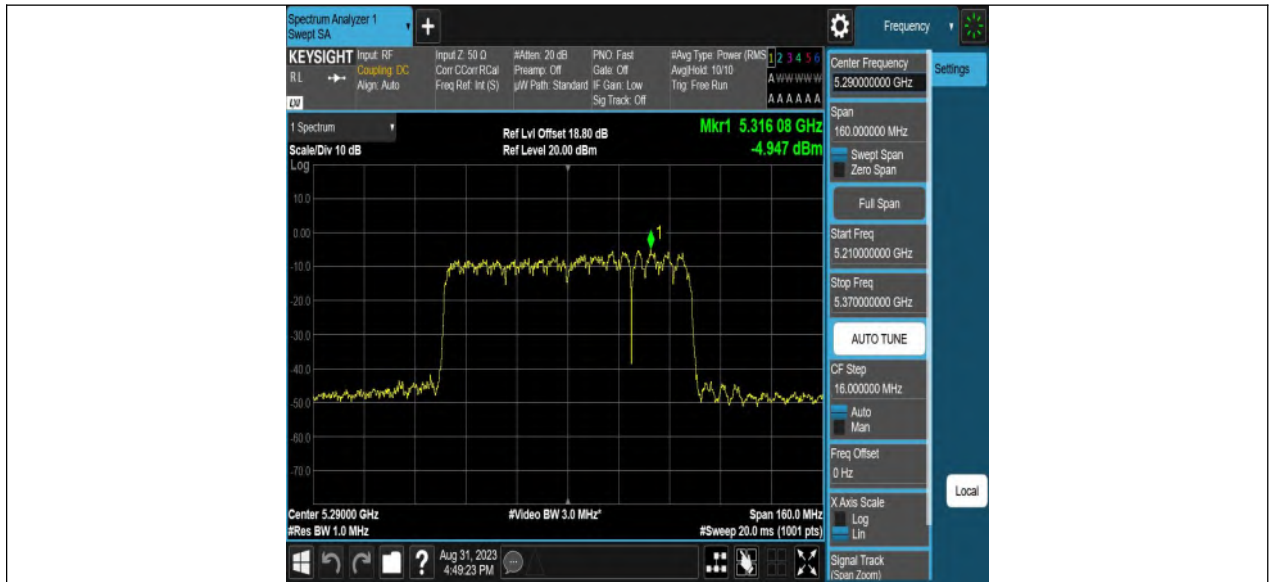 Spectrum Analyzer 1
Swept SA
+
Frequency
KEYSIGHT
RL
LXI
Input: RF
Coupling: DC
Align: Auto
Input Z: 50 Ω
Corr CCorr RCal
Freq Ref: Int (S)
#Atten: 20 dB
Preamp: Off
µW Path: Standard
PNO: Fast
Gate: Off
IF Gain: Low
Sig Track: Off
#Avg Type: Power (RMS
Avg|Hold: 10/10
Trig: Free Run
1 2 3 4 5 6
A W W W W W
A A A A A A
1 Spectrum
Scale/Div 10 dB
Log
Ref Lvl Offset 18.80 dB
Ref Level 20.00 dBm
Mkr1 5.316 08 GHz
-4.947 dBm
10.0
0.00
-10.0
-20.0
-30.0
-40.0
-50.0
-60.0
-70.0
1
Center 5.29000 GHz
#Res BW 1.0 MHz
#Video BW 3.0 MHz*
Span 160.0 MHz
#Sweep 20.0 ms (1001 pts)
?
Aug 31, 2023
4:49:23 PM
Center Frequency
5.290000000 GHz
Settings
Span
160.000000 MHz
Swept Span
Zero Span
Full Span
Start Freq
5.210000000 GHz
Stop Freq
5.370000000 GHz
AUTO TUNE
CF Step
16.000000 MHz
Auto
Man
Freq Offset
0 Hz
Local
X Axis Scale
Log
Lin
Signal Track
(Span Zoom)